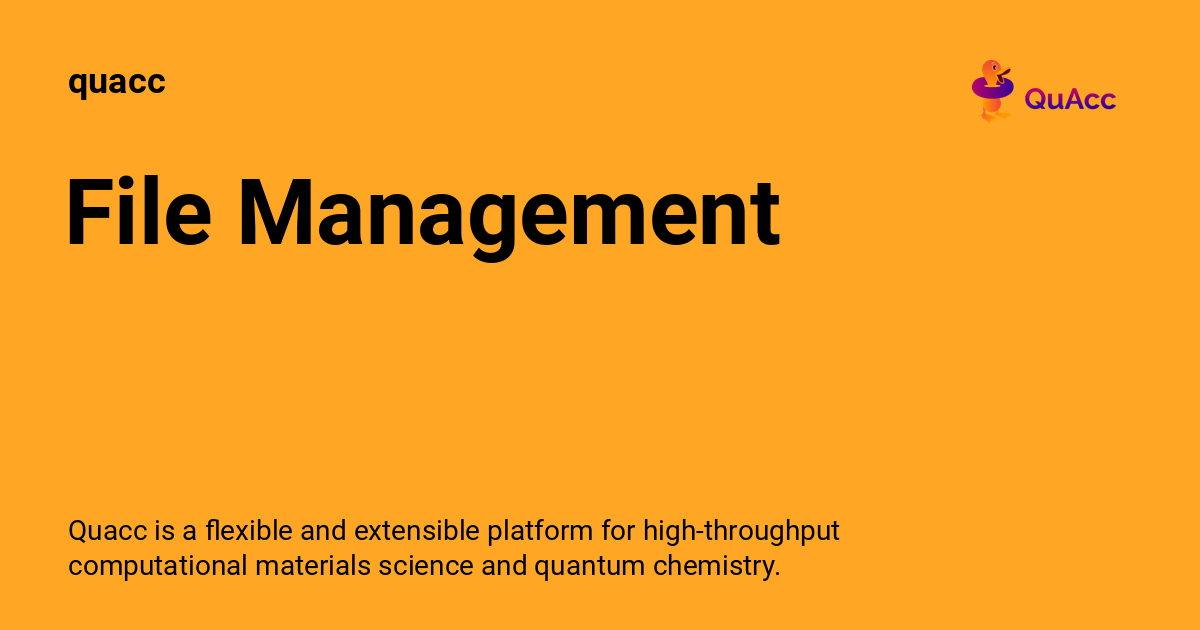 quacc
QuAcc
File Management
Quacc is a flexible and extensible platform for high-throughput
computational materials science and quantum chemistry.